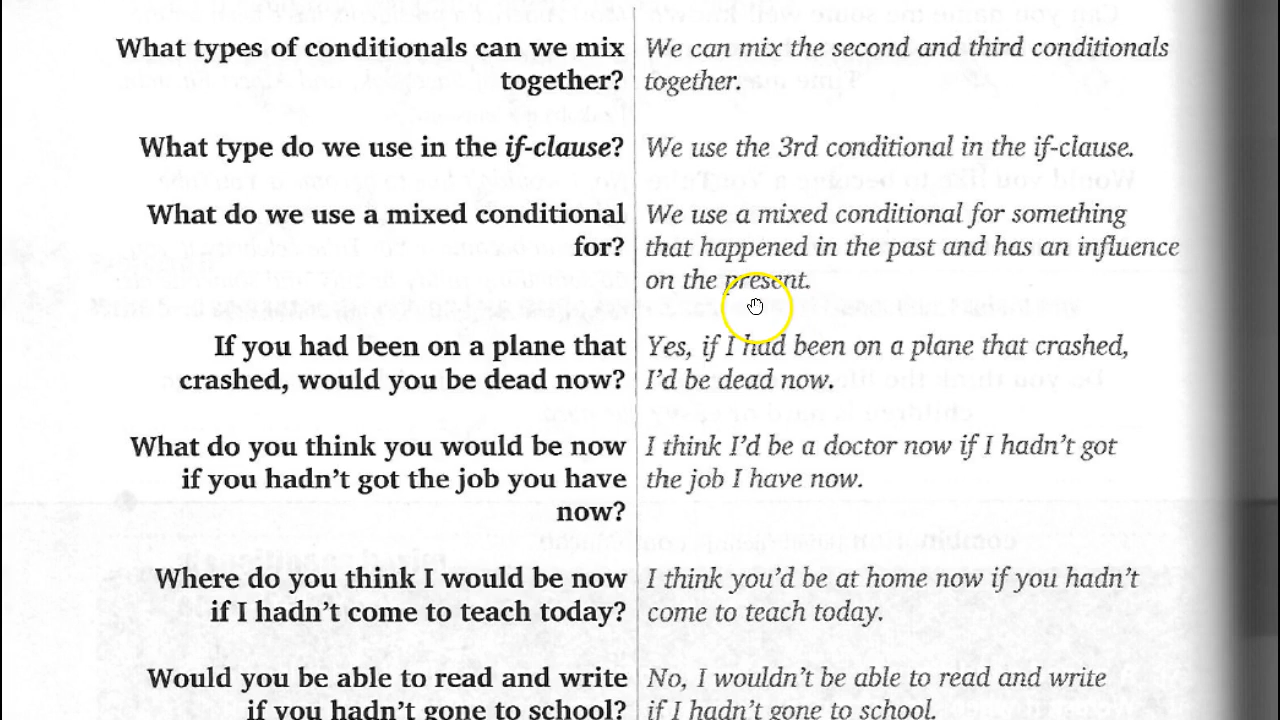 What types of conditionals can we mix together?
We can mix the second and third conditionals together.
What type do we use in the if-clause?
We use the 3rd conditional in the if-clause.
What do we use a mixed conditional for?
We use a mixed conditional for something that happened in the past and has an influence on the present.
If you had been on a plane that crashed, would you be dead now?
Yes, if I had been on a plane that crashed, I'd be dead now.
What do you think you would be now if you hadn't got the job you have now?
I think I'd be a doctor now if I hadn't got the job I have now.
Where do you think I would be now if I hadn't come to teach today?
I think you'd be at home now if you hadn't come to teach today.
Would you be able to read and write if you hadn't gone to school?
No, I wouldn't be able to read and write if I hadn't gone to school.